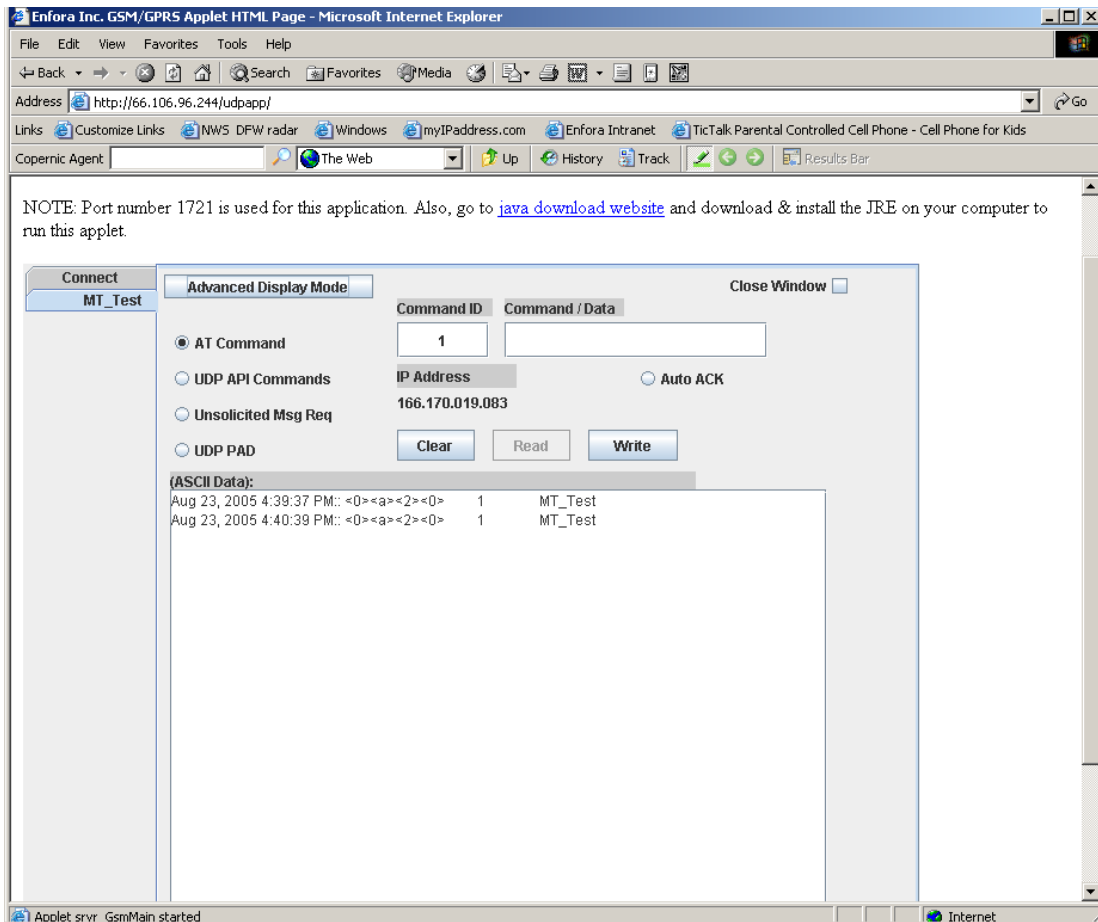 Enfora Inc. GSM/GPRS Applet HTML Page - Microsoft Internet Explorer
File Edit View Favorites Tools Help
Back Search Favorites Media
Address http://66.106.96.244/udpapp/ Go
Links Customize Links NWS DFW radar Windows myIPaddress.com Enfora Intranet TicTalk Parental Controlled Cell Phone - Cell Phone for Kids
Copernic Agent The Web Up History Track Results Bar
NOTE: Port number 1721 is used for this application. Also, go to java download website and download & install the JRE on your computer to
run this applet.
Connect
MT_Test
Advanced Display Mode
Close Window
Command ID Command / Data
AT Command
1
UDP API Commands
IP Address
Auto ACK
166.170.019.083
Unsolicited Msg Req
UDP PAD
Clear Read Write
(ASCII Data):
Aug 23, 2005 4:39:37 PM:: <0><a><2><0> 1 MT_Test
Aug 23, 2005 4:40:39 PM:: <0><a><2><0> 1 MT_Test
Applet srvr_GsmMain started
Internet